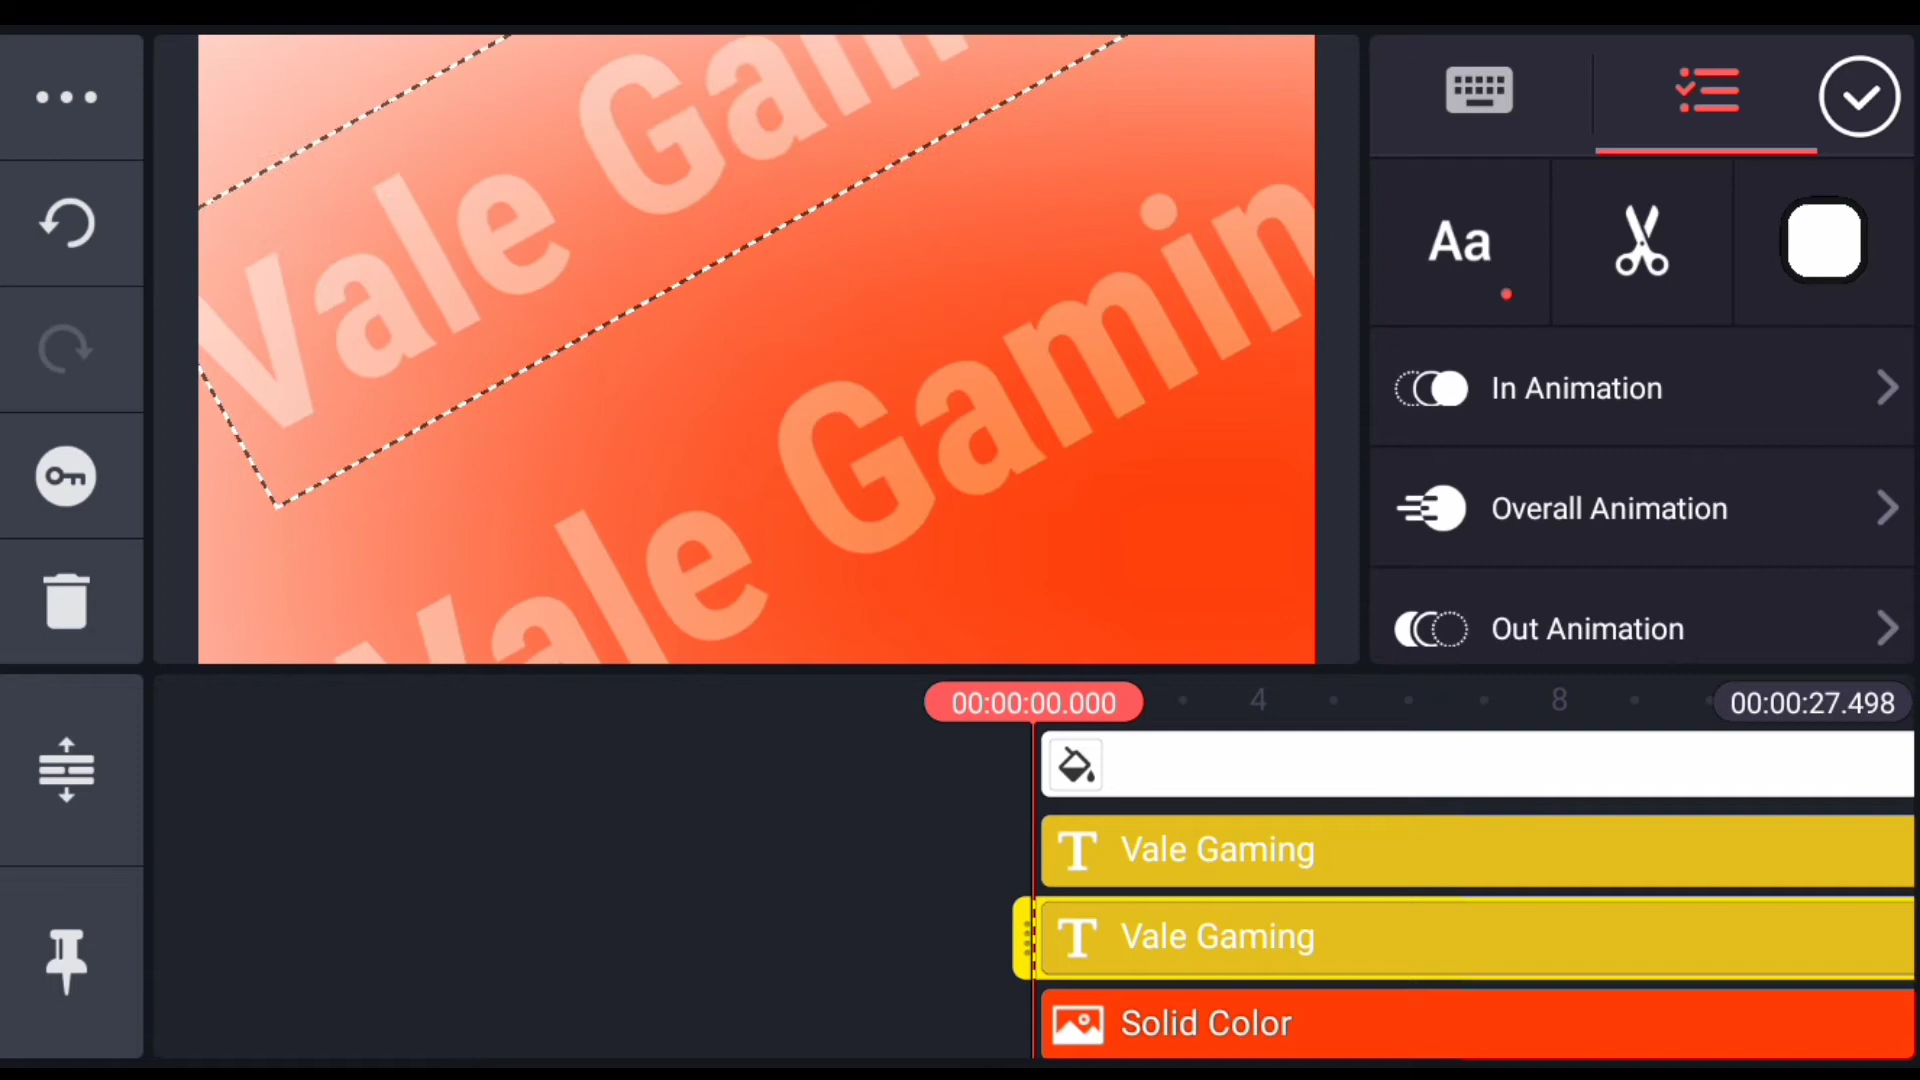 Vale Gam
Vale Gamin
Aa
In Animation
Overall Animation
Out Animation
00:00:00.000
4
8
00:00:27.498
T Vale Gaming
T Vale Gaming
Solid Color